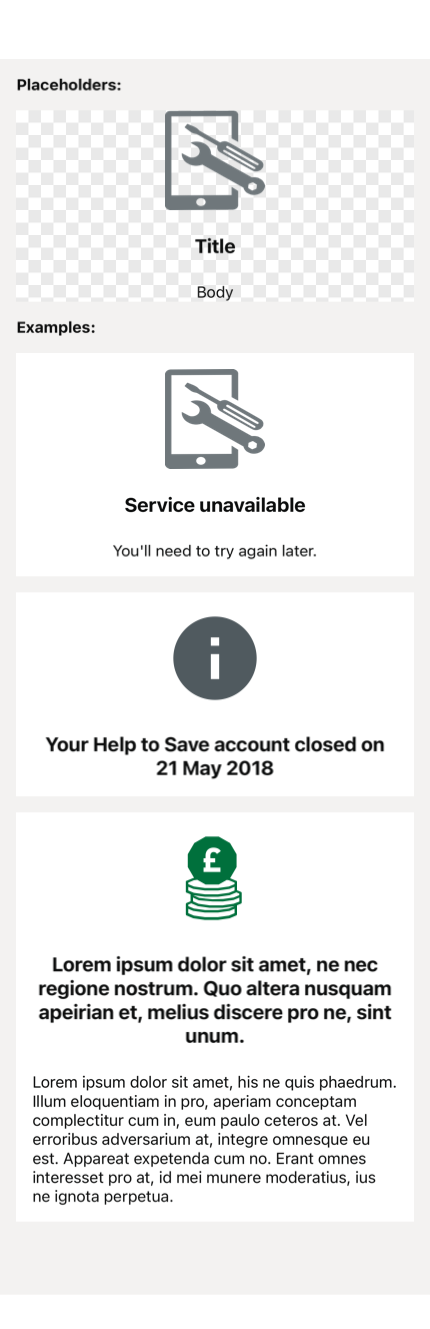 Placeholders:
Title
Body
Examples:
Service unavailable
You'll need to try again later.
i
Your Help to Save account closed on
21 May 2018
£
Lorem ipsum dolor sit amet, ne nec
regione nostrum. Quo altera nusquam
apeirian et, melius discere pro ne, sint
unum.
Lorem ipsum dolor sit amet, his ne quis phaedrum.
Illum eloquentiam in pro, aperiam conceptam
complectitur cum in, eum paulo ceteros at. Vel
erroribus adversarium at, integre omnesque eu
est. Appareat expetenda cum no. Erant omnes
interesset pro at, id mei munere moderatius, ius
ne ignota perpetua.